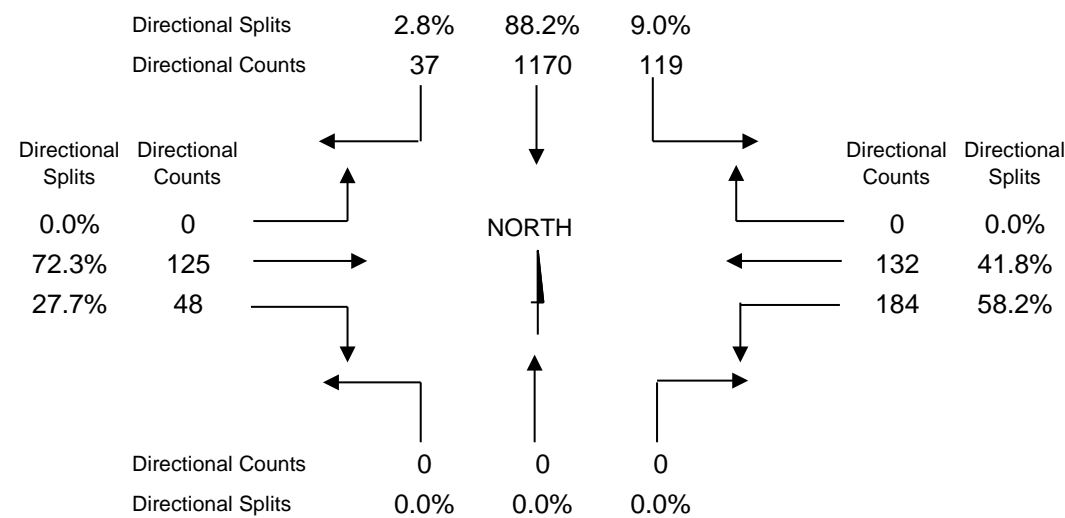 Directional Splits 2.8% 88.2% 9.0%
Directional Counts 37 1170 119
Directional Directional
Splits Counts
0.0% 0
72.3% 125
27.7% 48
NORTH
Directional Directional
Counts Splits
0 0.0%
132 41.8%
184 58.2%
Directional Counts 0 0 0
Directional Splits 0.0% 0.0% 0.0%